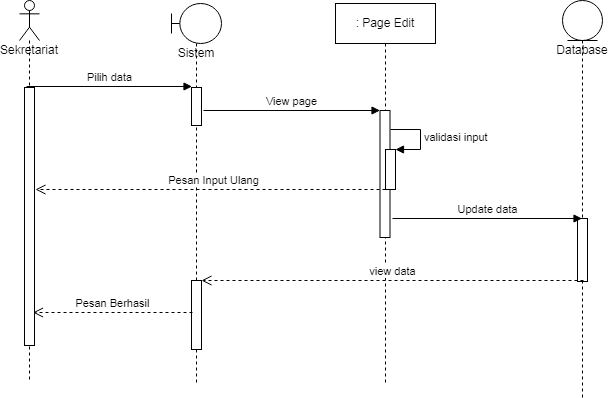 : Page Edit
Sekretariat
Sistem
Database
Pilih data
View page
validasi input
Pesan Input Ulang
Update data
view data
Pesan Berhasil